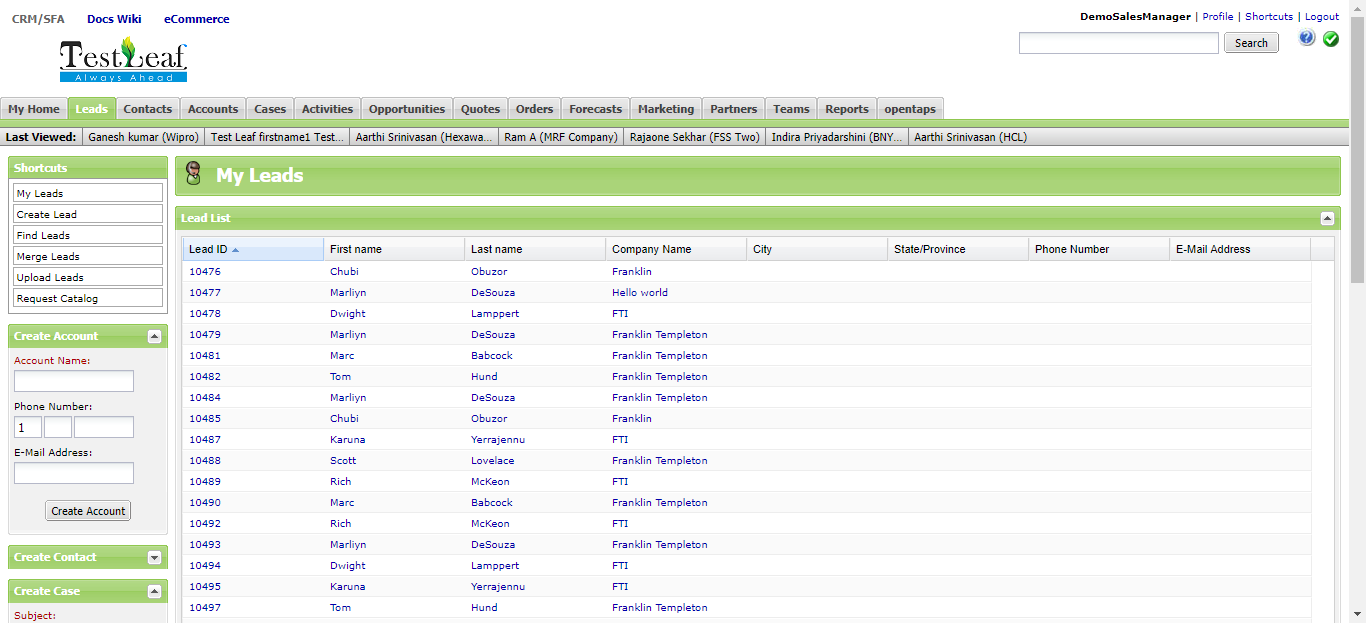 CRM/SFA Docs Wiki eCommerce
DemoSalesManager | Profile | Shortcuts | Logout
TestLeaf
Always Ahead
Search
My Home Leads Contacts Accounts Cases Activities Opportunities Quotes Orders Forecasts Marketing Partners Teams Reports opentaps
Last Viewed: Ganesh kumar (Wipro) Test Leaf firstname1 Test... Aarthi Srinivasan (Hexawa... Ram A (MRF Company) Rajaone Sekhar (FSS Two) Indira Priyadarshini (BNY... Aarthi Srinivasan (HCL)
Shortcuts
My Leads
Create Lead
Find Leads
Merge Leads
Upload Leads
Request Catalog
Create Account
Account Name:
Phone Number:
1
E-Mail Address:
Create Account
Create Contact
Create Case
Subject:
My Leads
Lead List
Lead ID First name Last name Company Name City State/Province Phone Number E-Mail Address
10476 Chubi Obuzor Franklin
10477 Marliyn DeSouza Hello world
10478 Dwight Lamppert FTI
10479 Marliyn DeSouza Franklin Templeton
10481 Marc Babcock Franklin Templeton
10482 Tom Hund Franklin Templeton
10484 Marliyn DeSouza Franklin Templeton
10485 Chubi Obuzor Franklin
10487 Karuna Yerrajennu FTI
10488 Scott Lovelace Franklin Templeton
10489 Rich McKeon FTI
10490 Marc Babcock Franklin Templeton
10492 Rich McKeon FTI
10493 Marliyn DeSouza Franklin Templeton
10494 Dwight Lamppert FTI
10495 Karuna Yerrajennu FTI
10497 Tom Hund Franklin Templeton